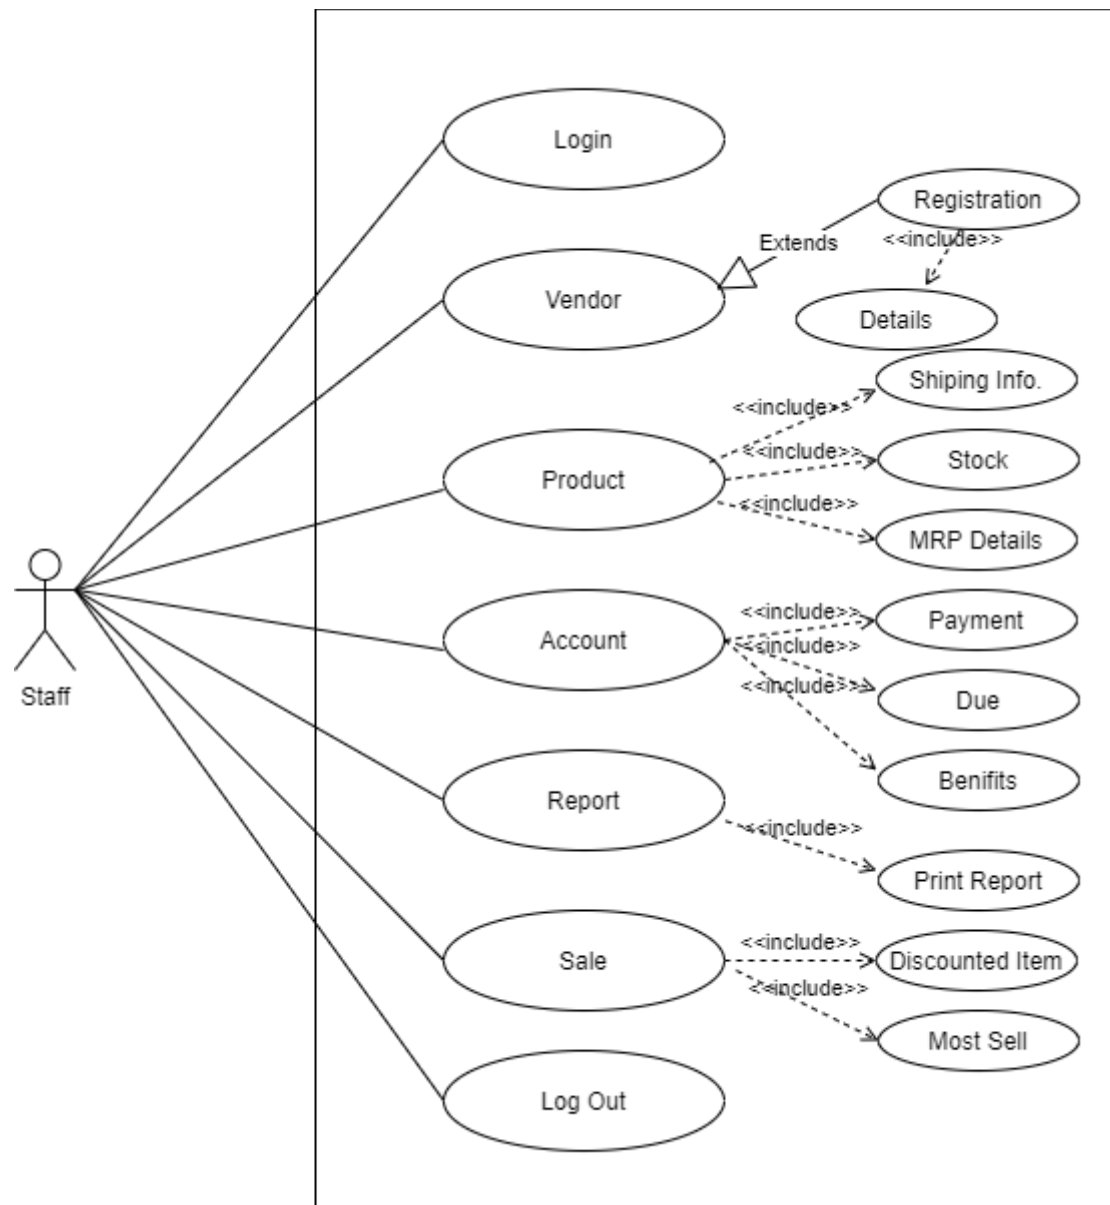 Login
Registration
Extends
<<include>>
Vendor
Details
Shiping Info.
<<include>>
<<include>>
Stock
Product
<<include>>
MRP Details
<<include>>
Payment
Account
<<include>>
<<include>>
Due
Staff
Benifits
Report
<<include>>
Print Report
<<include>>
Sale
Discounted Item
<<include>>
Most Sell
Log Out